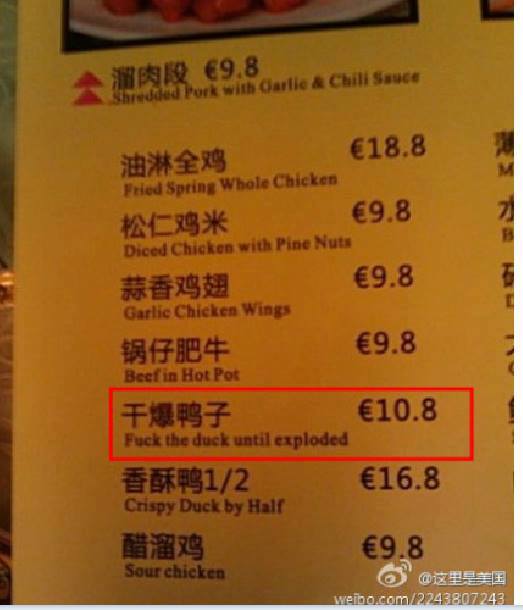 溜肉段 €9.8
Shredded Pork with Garlic & Chili Sauce
油淋全鸡 €18.8
Fried Spring Whole Chicken
松仁鸡米 €9.8
Diced Chicken with Pine Nuts
蒜香鸡翅 €9.8
Garlic Chicken Wings
锅仔肥牛 €9.8
Beef in Hot Pot
干爆鸭子 €10.8
Fuck the duck until exploded
香酥鸭1/2 €16.8
Crispy Duck by Half
醋溜鸡 €9.8
Sour chicken
@这里是美国
weibo.com/2243807243